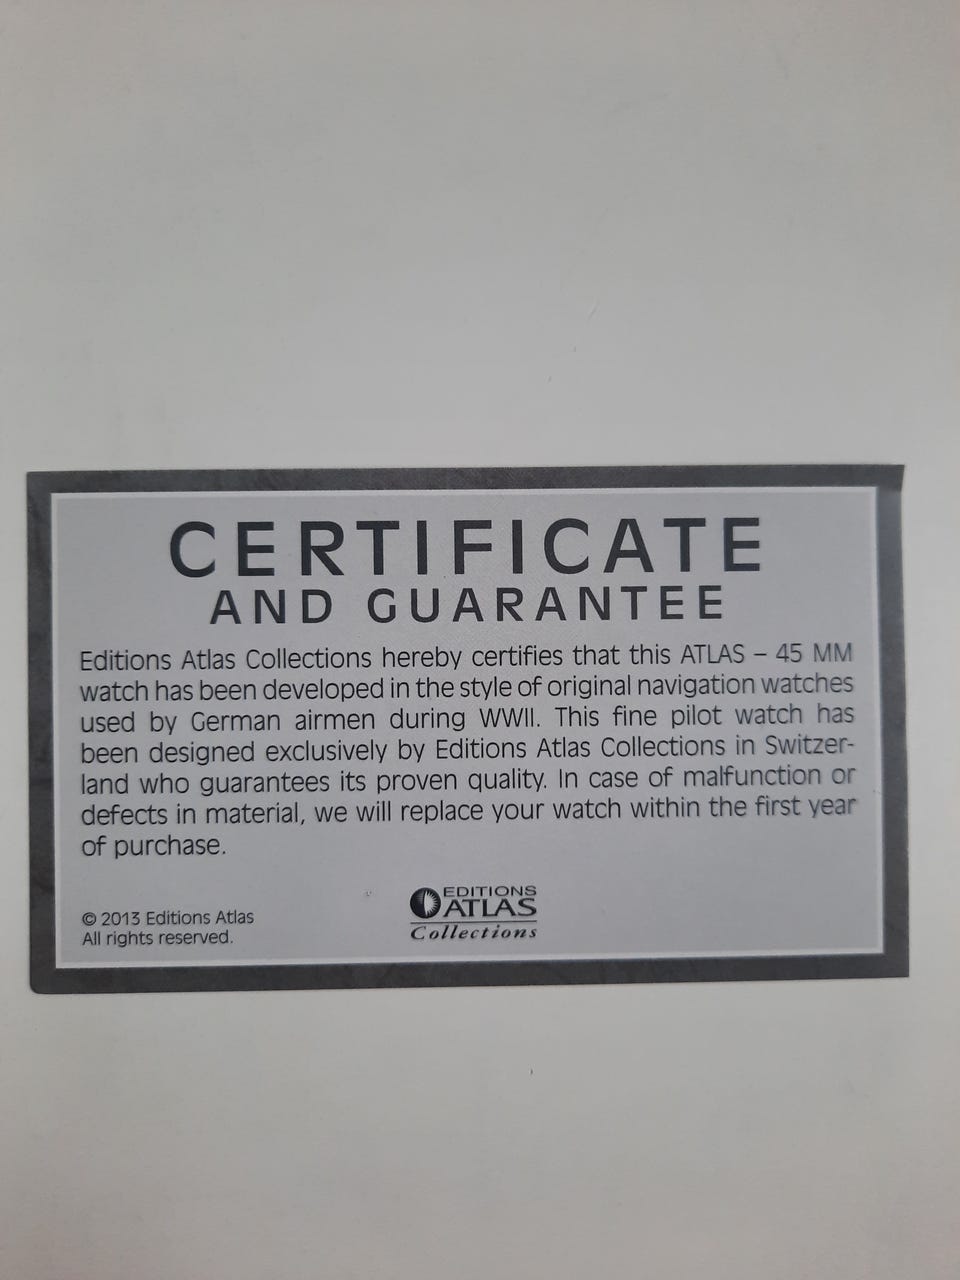 CERTIFICATE
AND GUARANTEE
Editions Atlas Collections hereby certifies that this ATLAS – 45 MM
watch has been developed in the style of original navigation watches
used by German airmen during WWII. This fine pilot watch has
been designed exclusively by Editions Atlas Collections in Switzer-
land who guarantees its proven quality. In case of malfunction or
defects in material, we will replace your watch within the first year
of purchase.
© 2013 Editions Atlas
All rights reserved.
EDITIONS
ATLAS
Collections